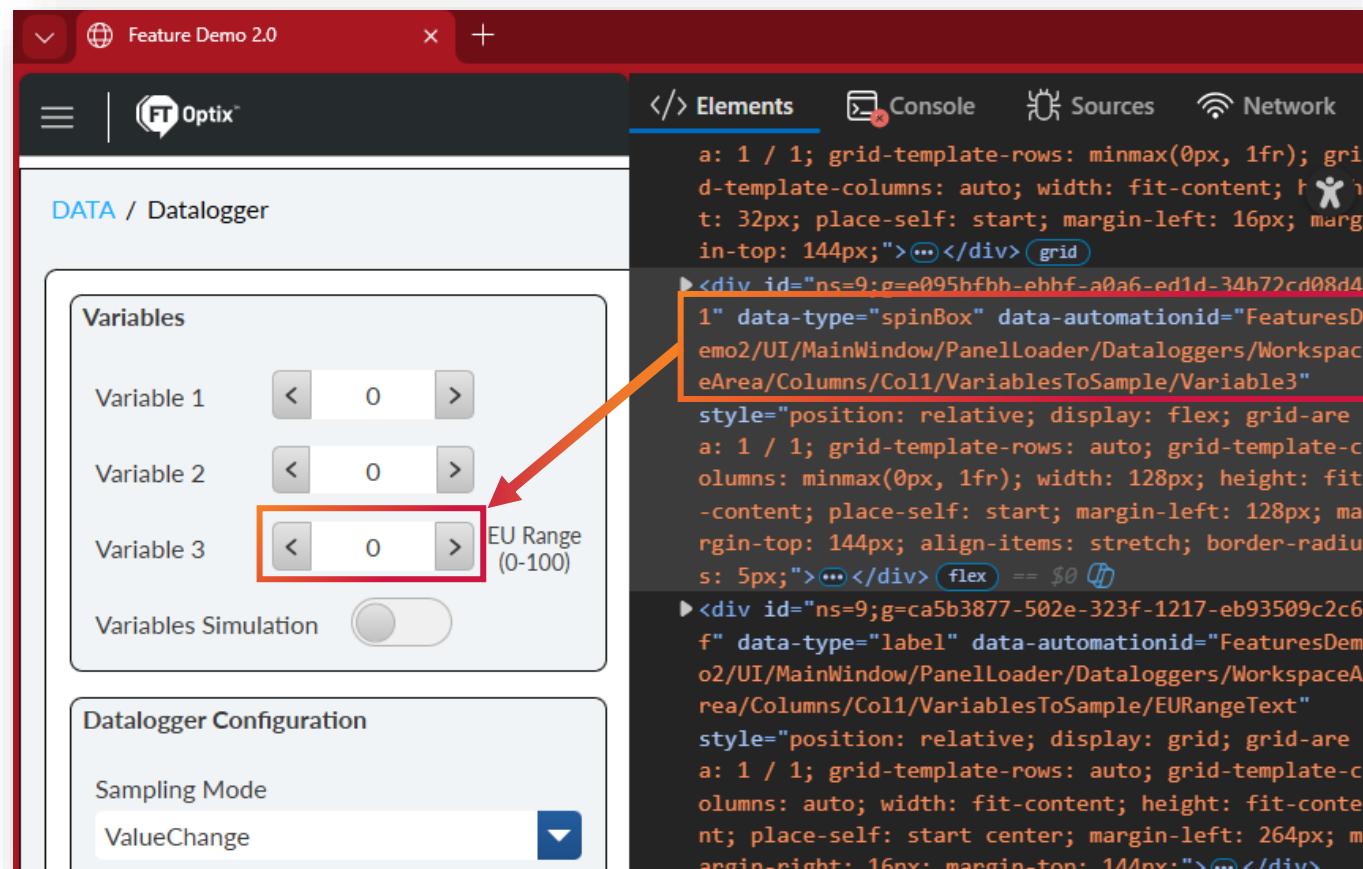 Feature Demo 2.0
FT Optix™
DATA / Datalogger
Variables
Variable 1
<
0
>
Variable 2
<
0
>
Variable 3
<
0
>
EU Range
(0-100)
Variables Simulation
Datalogger Configuration
Sampling Mode
ValueChange
</> Elements
Console
Sources
Network
a: 1 / 1; grid-template-rows: minmax(0px, 1fr); gri
d-template-columns: auto; width: fit-content; h
t: 32px; place-self: start; margin-left: 16px; marg
in-top: 144px;">⋯</div> grid
<div id="ns=9;g=e095bfbb-ebbf-a0a6-ed1d-34b72cd08d4
1" data-type="spinBox" data-automationid="FeaturesD
emo2/UI/MainWindow/PanelLoader/Dataloggers/Workspac
eArea/Columns/Col1/VariablesToSample/Variable3"
style="position: relative; display: flex; grid-are
a: 1 / 1; grid-template-rows: auto; grid-template-c
olumns: minmax(0px, 1fr); width: 128px; height: fit
-content; place-self: start; margin-left: 128px; ma
rgin-top: 144px; align-items: stretch; border-radiu
s: 5px;">⋯</div> flex == $0
<div id="ns=9;g=ca5b3877-502e-323f-1217-eb93509c2c6
f" data-type="label" data-automationid="FeaturesDem
o2/UI/MainWindow/PanelLoader/Dataloggers/WorkspaceA
rea/Columns/Col1/VariablesToSample/EURangeText"
style="position: relative; display: grid; grid-are
a: 1 / 1; grid-template-rows: auto; grid-template-c
olumns: auto; width: fit-content; height: fit-conte
nt; place-self: start center; margin-left: 264px; m
argin-right: 16px; margin-top: 144px;">⋯</div>